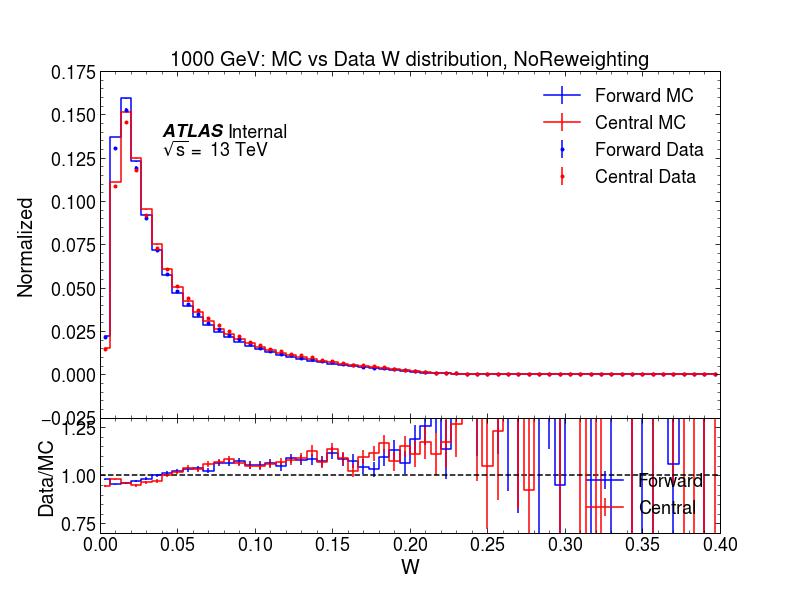 1000 GeV: MC vs Data W distribution, NoReweighting
0.175
0.150
0.125
0.100
0.075
0.050
0.025
0.000
−0.025
Normalized
ATLAS Internal
√s = 13 TeV
Forward MC
Central MC
Forward Data
Central Data
1.25
1.00
0.75
Data/MC
Forward
Central
0.00 0.05 0.10 0.15 0.20 0.25 0.30 0.35 0.40
W